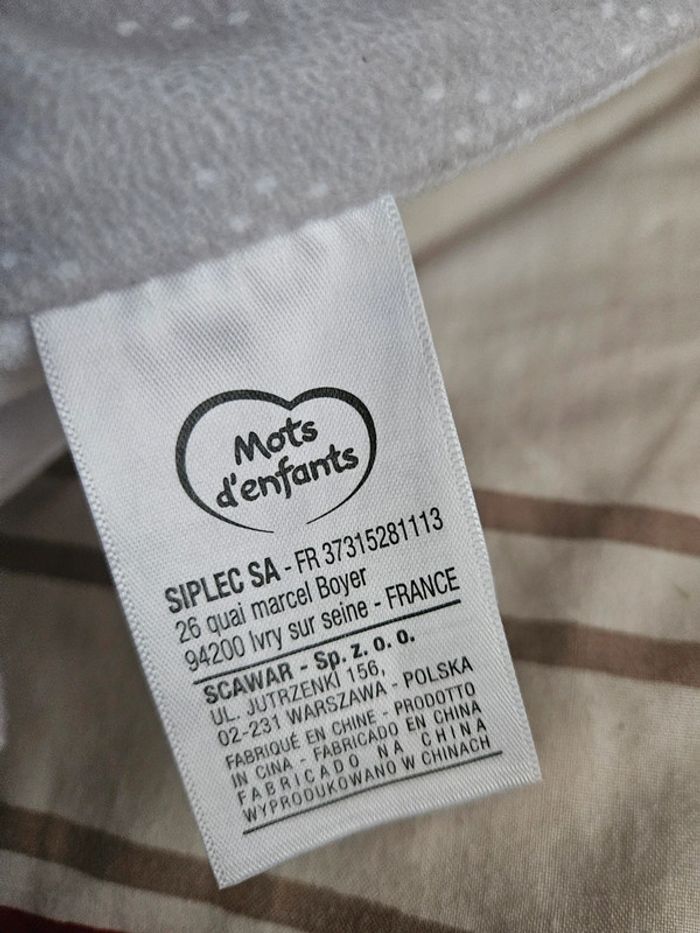 Mots
d'enfants
SIPLEC SA - FR 37315281113
26 quai marcel Boyer
94200 Ivry sur seine - FRANCE
SCAWAR - Sp. z. o. o.
UL. JUTRZENKI 156,
02-231 WARSZAWA - POLSKA
FABRIQUÉ EN CHINE - PRODOTTO
IN CINA - FABRICADO EN CHINA
FABRICADO NA CHINA
WYPRODUKOWANO W CHINACH